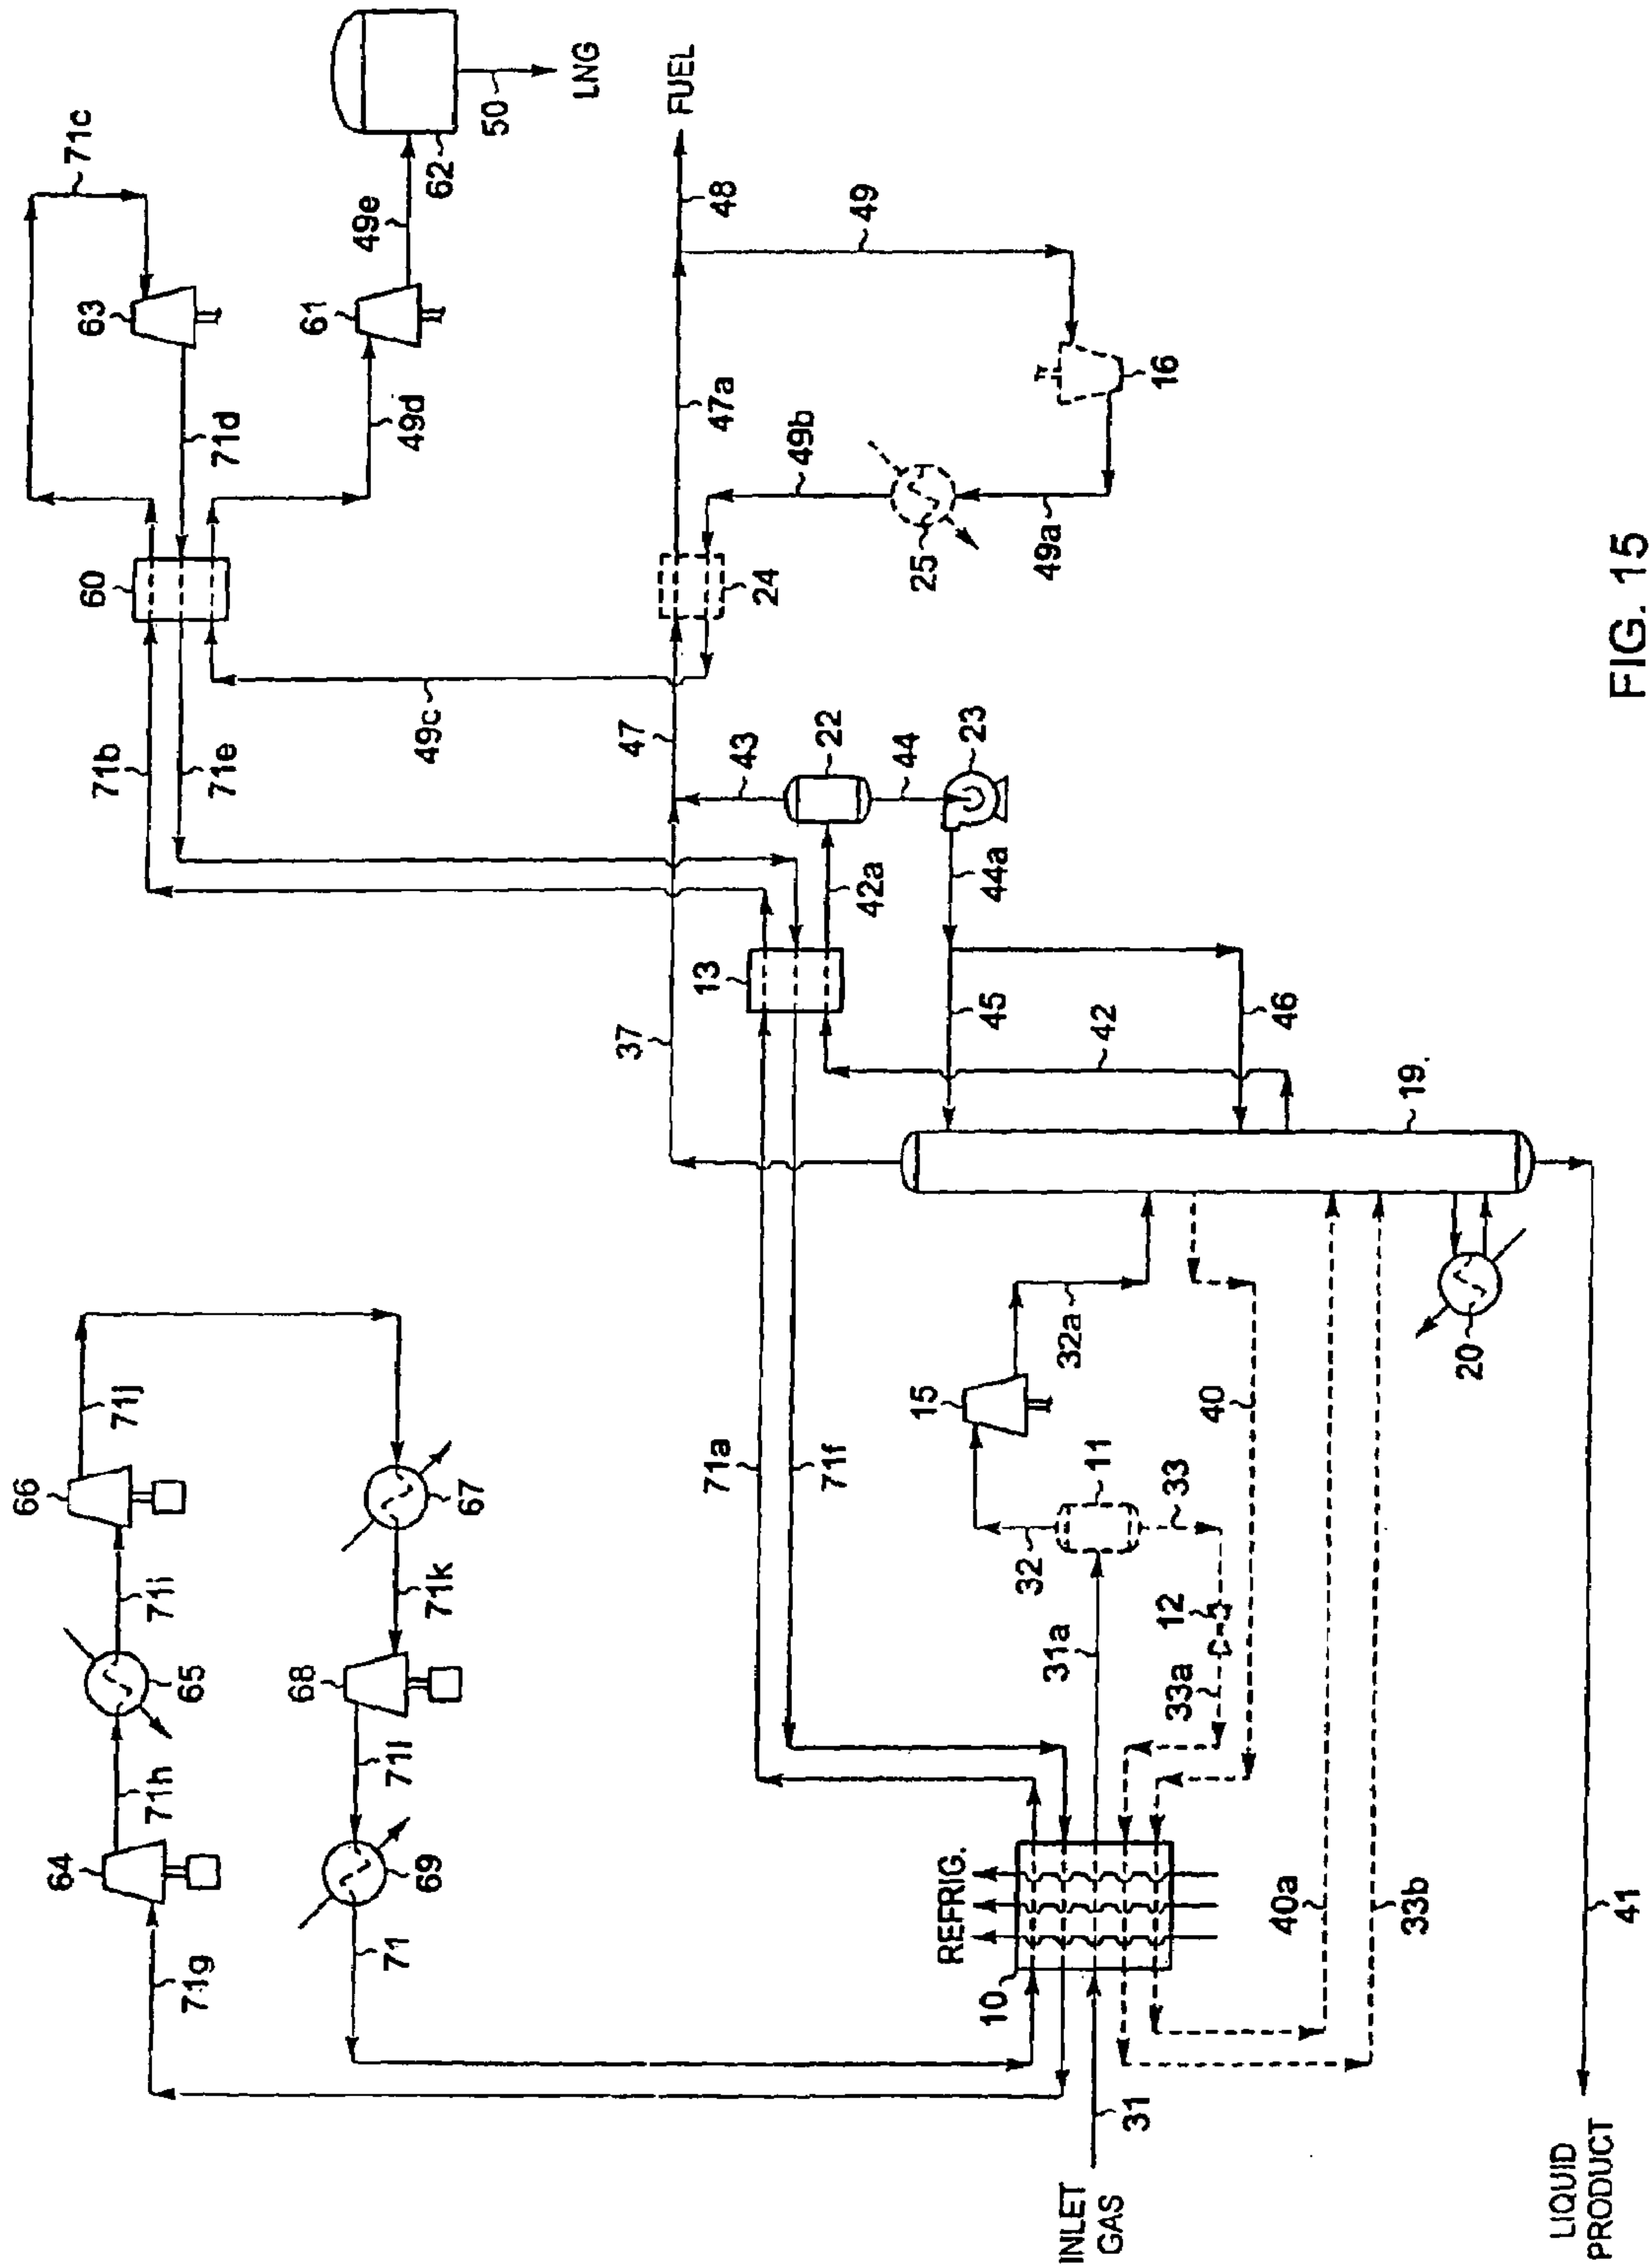 71g
64
71h
65
71i
66
71j
67
71k
68
71l
69
71
71c
63
71d
60
71b
71e
61
49d
49e
62
50
LNG
FUEL
48
47a
47
49
16
49a
25
49b
24
49c
43
22
44
23
44a
42a
13
37
45
46
42
19.
71a
71f
15
32a
32
11
33
12
33a
31a
40
20
REFRIG.
10
31
INLET
GAS
40a
33b
41
LIQUID
PRODUCT
FIG. 15